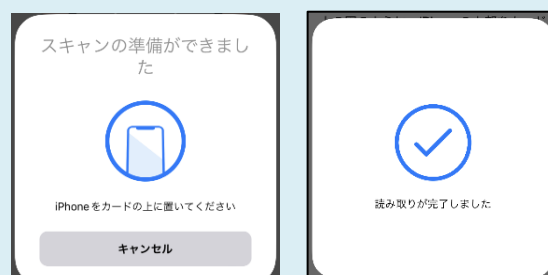 スキャンの準備ができまし
た
iPhoneをカードの上に置いてください
キャンセル
読み取りが完了しました